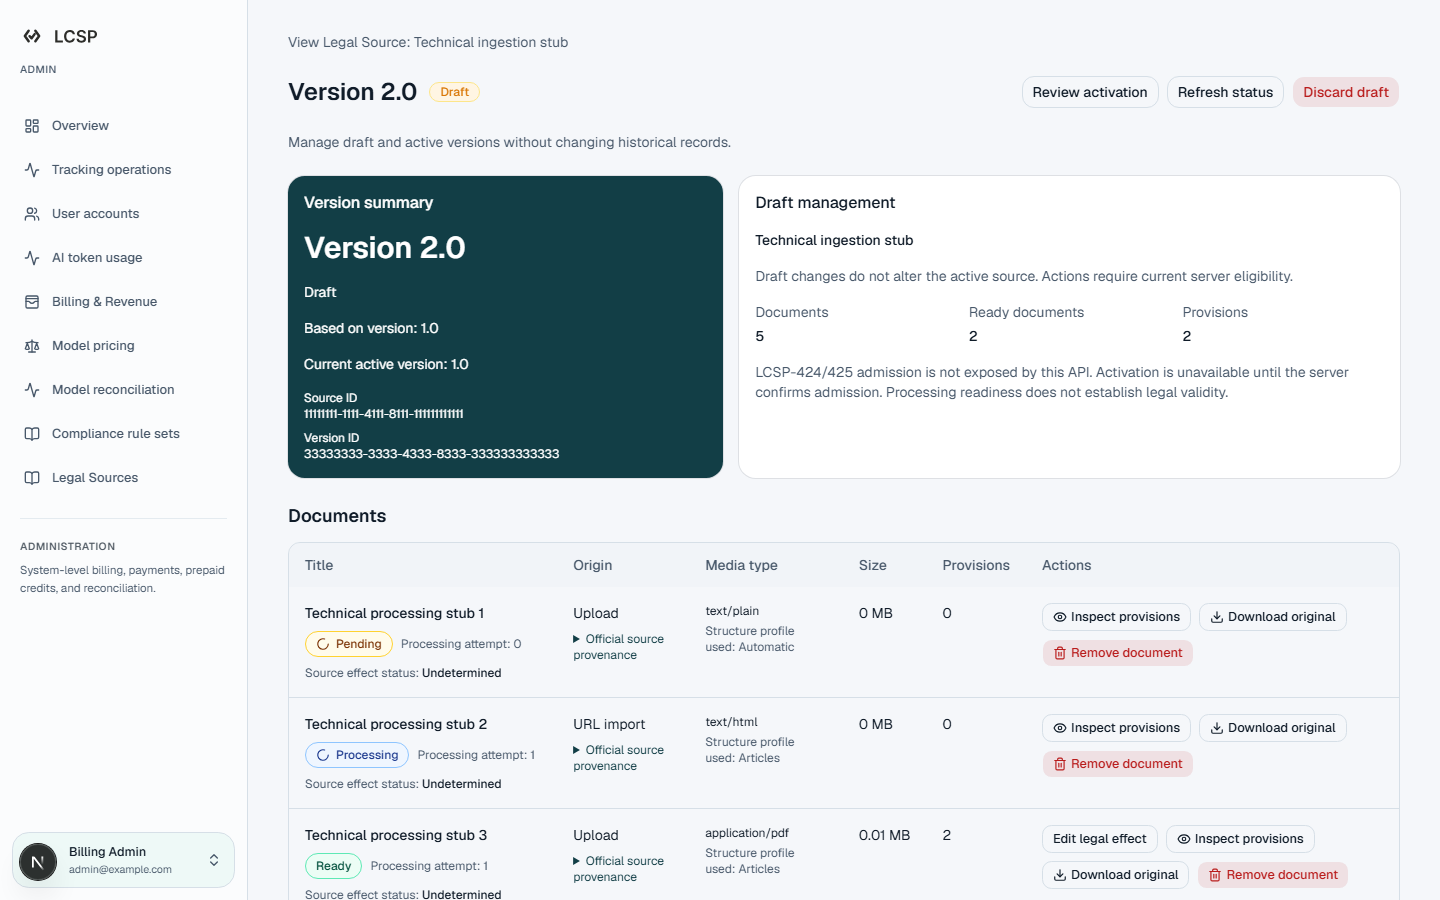 LCSP
ADMIN
Overview
Tracking operations
User accounts
AI token usage
Billing & Revenue
Model pricing
Model reconciliation
Compliance rule sets
Legal Sources
ADMINISTRATION
System-level billing, payments, prepaid
credits, and reconciliation.
N
Billing Admin
admin@example.com
View Legal Source: Technical ingestion stub
Version 2.0
Draft
Review activation
Refresh status
Discard draft
Manage draft and active versions without changing historical records.
Version summary
Version 2.0
Draft
Based on version: 1.0
Current active version: 1.0
Source ID
11111111-1111-4111-8111-111111111111
Version ID
33333333-3333-4333-8333-333333333333
Draft management
Technical ingestion stub
Draft changes do not alter the active source. Actions require current server eligibility.
Documents
Ready documents
Provisions
5
2
2
LCSP-424/425 admission is not exposed by this API. Activation is unavailable until the server
confirms admission. Processing readiness does not establish legal validity.
Documents
Title
Origin
Media type
Size
Provisions
Actions
Technical processing stub 1
Pending
Processing attempt: 0
Source effect status: Undetermined
Upload
Official source
provenance
text/plain
Structure profile
used: Automatic
0 MB
0
Inspect provisions
Download original
Remove document
Technical processing stub 2
Processing
Processing attempt: 1
Source effect status: Undetermined
URL import
Official source
provenance
text/html
Structure profile
used: Articles
0 MB
0
Inspect provisions
Download original
Remove document
Technical processing stub 3
Ready
Processing attempt: 1
Source effect status: Undetermined
Upload
Official source
provenance
application/pdf
Structure profile
used: Articles
0.01 MB
2
Edit legal effect
Inspect provisions
Download original
Remove document